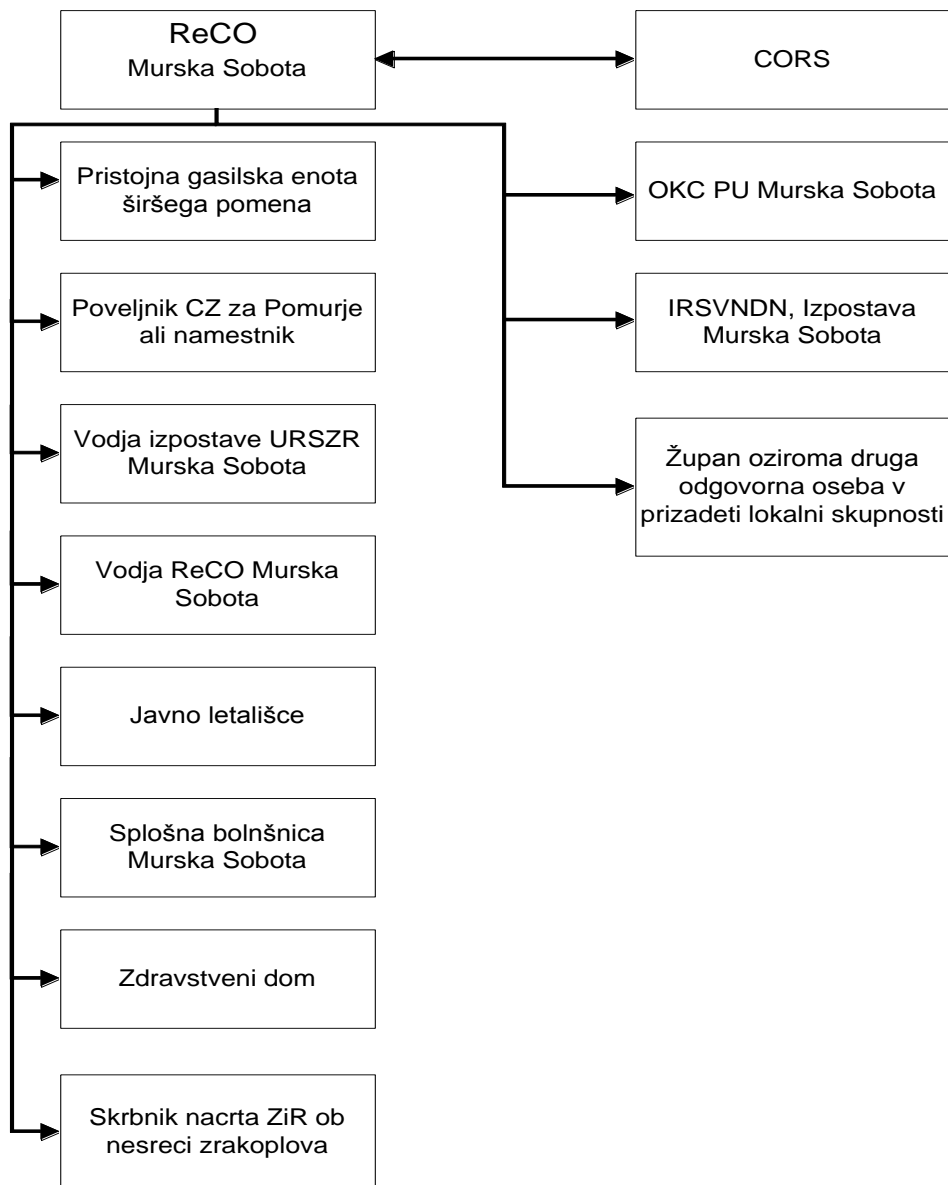 ReCO
Murska Sobota
CORS
Pristojna gasilska enota
širšega pomena
OKC PU Murska Sobota
Poveljnik CZ za Pomurje
ali namestnik
IRSVNDN, Izpostava
Murska Sobota
Vodja izpostave URSZR
Murska Sobota
Župan oziroma druga
odgovorna oseba v
prizadeti lokalni skupnosti
Vodja ReCO Murska
Sobota
Javno letališce
Splošna bolnšnica
Murska Sobota
Zdravstveni dom
Skrbnik nacrta ZiR ob
nesreci zrakoplova